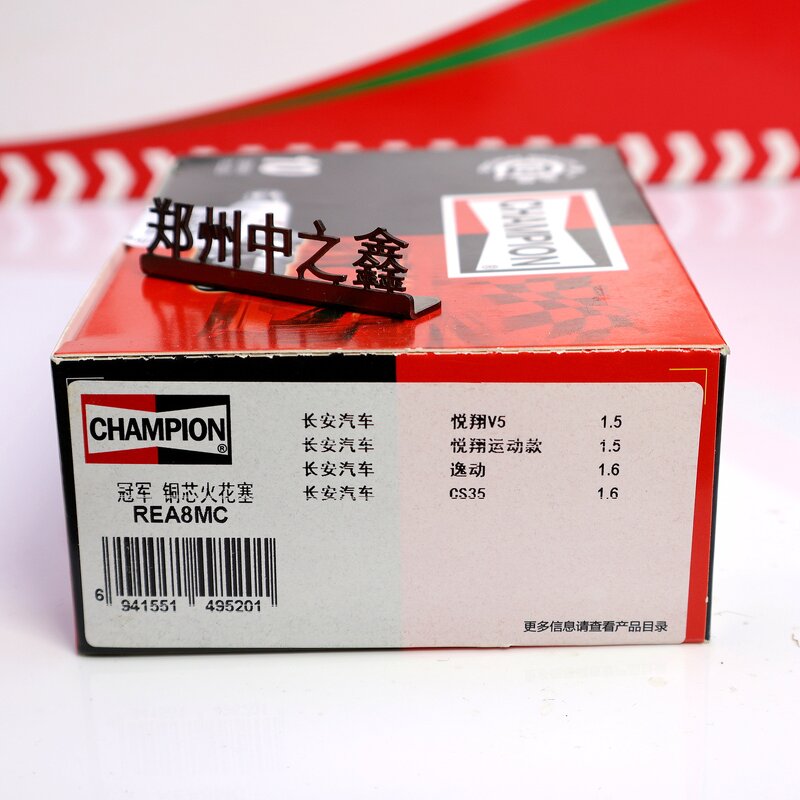 10
CHAMPION
®
郑州中之鑫
CHAMPION
®
冠军 铜芯火花塞
REA8MC
6 941551 495201
长安汽车 悦翔V5 1.5
长安汽车 悦翔运动款 1.5
长安汽车 逸动 1.6
长安汽车 CS35 1.6
更多信息请查看产品目录